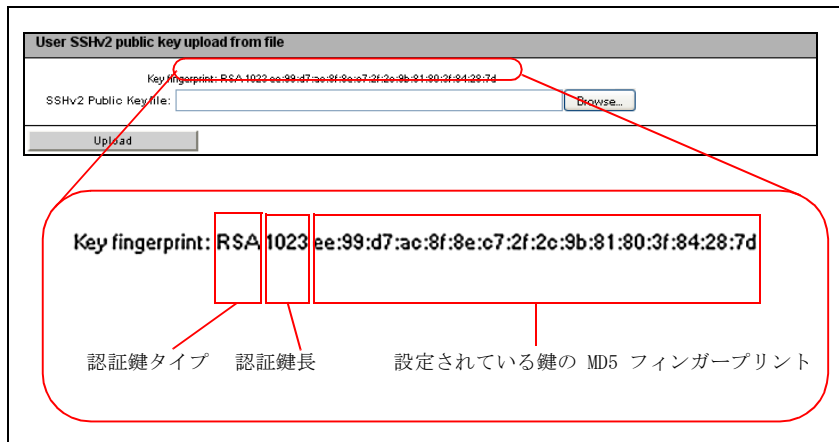 User SSHv2 public key upload from file
Key fingerprint: RSA 1023 ee:99:d7:ac:8f:8e:c7:2f:2c:9b:81:80:3f:84:28:7d
SSHv2 Public Key file:
Browse...
Upload
Key fingerprint: RSA 1023 ee:99:d7:ac:8f:8e:c7:2f:2c:9b:81:80:3f:84:28:7d
認証鍵タイプ 認証鍵長 設定されている鍵の MD5 フィンガープリント